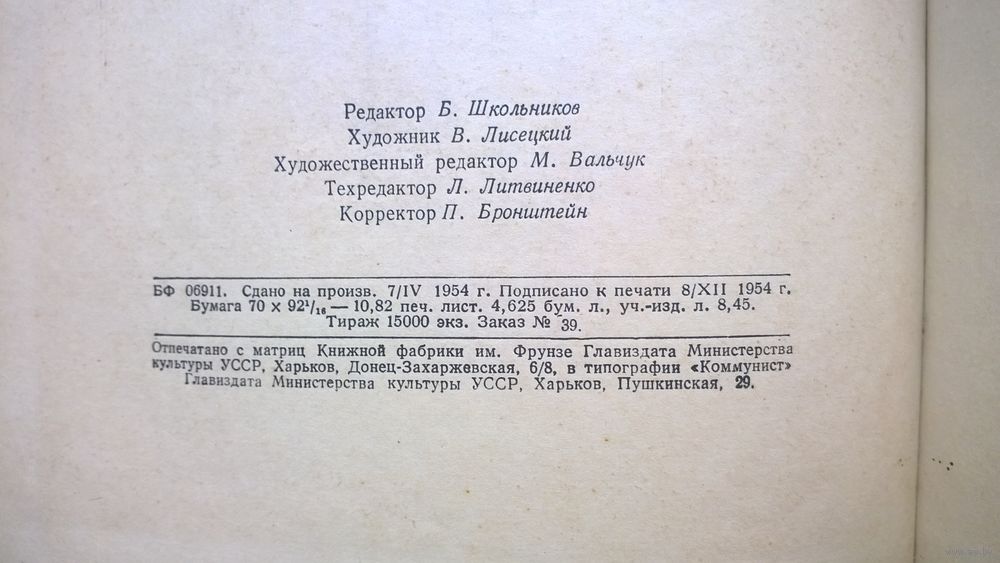 Редактор Б. Школьников
Художник В. Лисецкий
Художественный редактор М. Вальчук
Техредактор Л. Литвиненко
Корректор П. Бронштейн
БФ 06911. Сдано на произв. 7/IV 1954 г. Подписано к печати 8/XII 1954 г.
Бумага 70 х 92¹/₁₆ — 10,82 печ. лист. 4,625 бум. л., уч.-изд. л. 8,45.
Тираж 15000 экз. Заказ № 39.
Отпечатано с матриц Книжной фабрики им. Фрунзе Главиздата Министерства
культуры УССР, Харьков, Донец-Захаржевская, 6/8, в типографии «Коммунист»
Главиздата Министерства культуры УССР, Харьков, Пушкинская, 29.